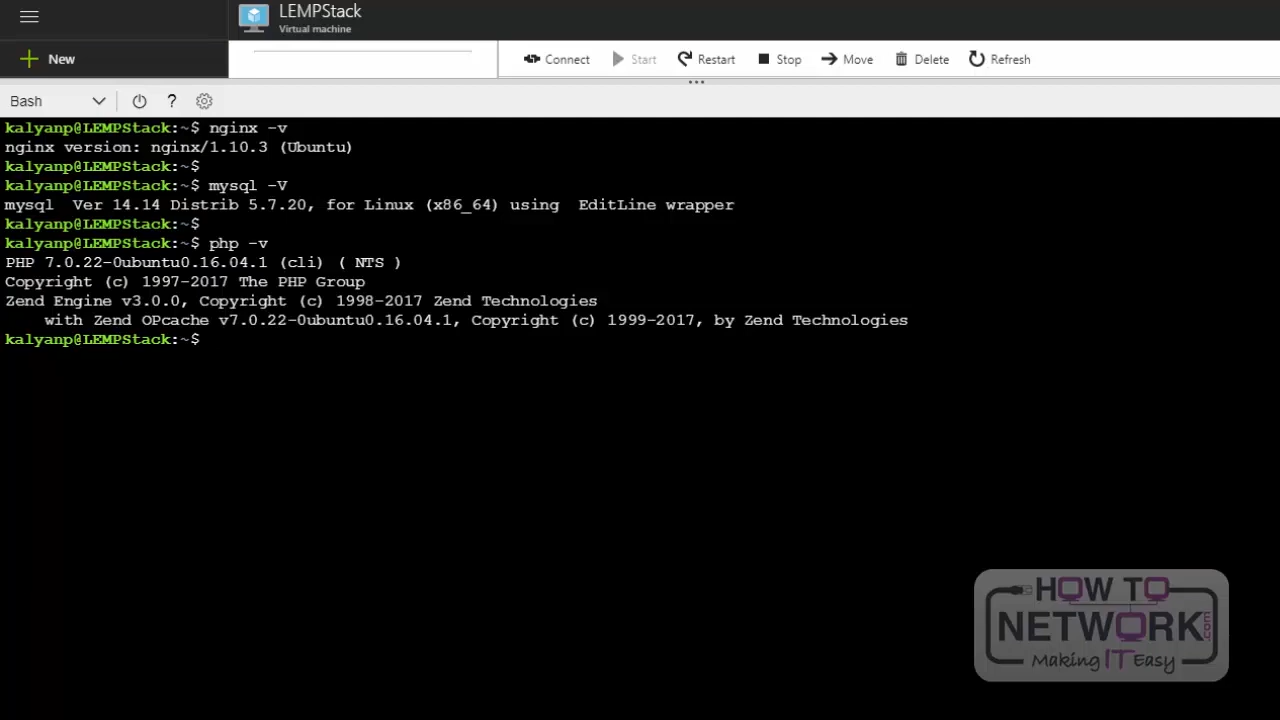 LEMPStack
Virtual machine
New
Connect Start Restart Stop Move Delete Refresh
Bash ?
kalyanp@LEMPStack:~$ nginx -v
nginx version: nginx/1.10.3 (Ubuntu)
kalyanp@LEMPStack:~$
kalyanp@LEMPStack:~$ mysql -V
mysql  Ver 14.14 Distrib 5.7.20, for Linux (x86_64) using  EditLine wrapper
kalyanp@LEMPStack:~$
kalyanp@LEMPStack:~$ php -v
PHP 7.0.22-0ubuntu0.16.04.1 (cli) ( NTS )
Copyright (c) 1997-2017 The PHP Group
Zend Engine v3.0.0, Copyright (c) 1998-2017 Zend Technologies
    with Zend OPcache v7.0.22-0ubuntu0.16.04.1, Copyright (c) 1999-2017, by Zend Technologies
kalyanp@LEMPStack:~$
HOW TO
NETWORK.com
Making IT Easy